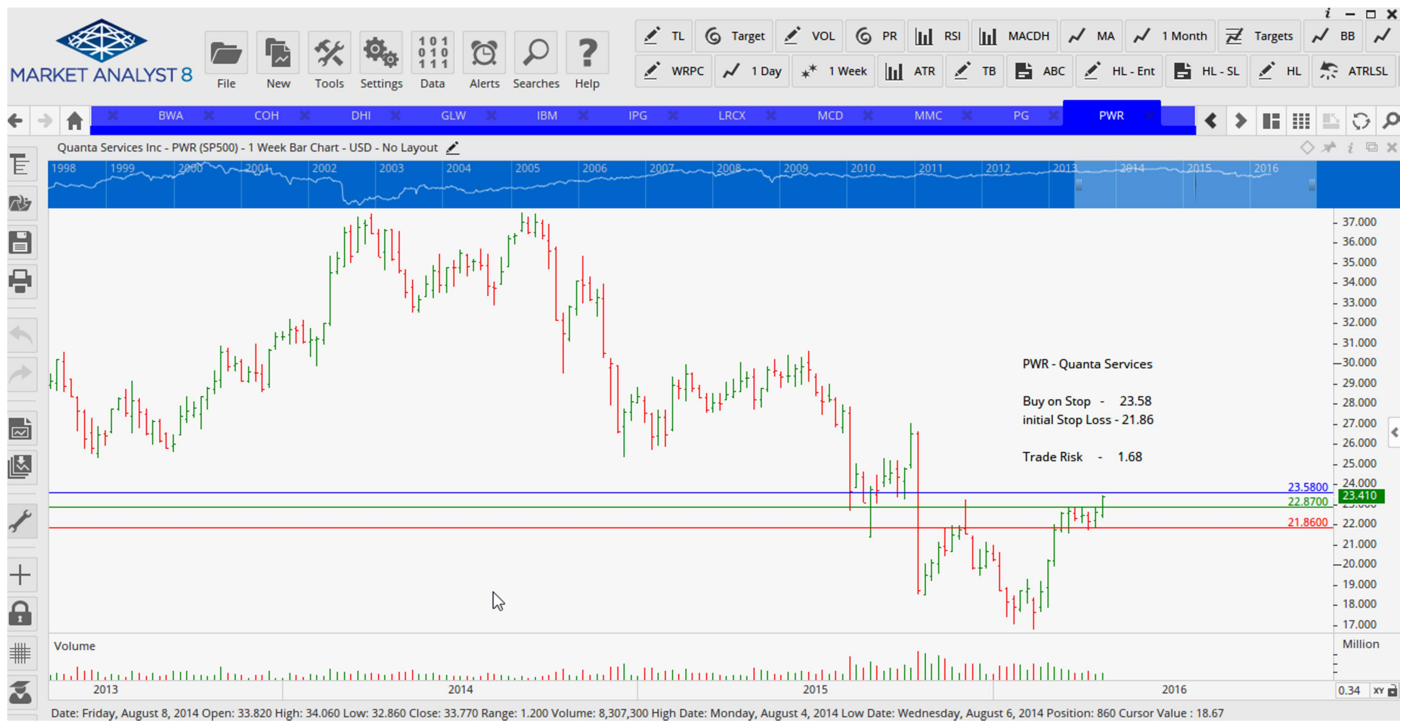 i
MARKET ANALYST 8
File New Tools Settings Data Alerts Searches Help
101
010
111
TL Target VOL PR RSI MACDH MA 1 Month Targets BB
WRPC 1 Day 1 Week ATR TB ABC HL - Ent HL - SL HL ATRLSL
BWA COH DHI GLW IBM IPG LRCX MCD MMC PG PWR
Quanta Services Inc - PWR (SP500) - 1 Week Bar Chart - USD - No Layout
i
1998 1999 2000 2001 2002 2003 2004 2005 2006 2007 2008 2009 2010 2011 2012 2013 2014 2015 2016
37.000
36.000
35.000
34.000
33.000
32.000
31.000
30.000
29.000
28.000
27.000
26.000
25.000
24.000
23.410
22.000
21.000
20.000
19.000
18.000
17.000
PWR - Quanta Services
Buy on Stop - 23.58
initial Stop Loss - 21.86
Trade Risk - 1.68
23.5800
22.8700
21.8600
Volume
Million
2013 2014 2015 2016
0.34 XY
Date: Friday, August 8, 2014 Open: 33.820 High: 34.060 Low: 32.860 Close: 33.770 Range: 1.200 Volume: 8,307,300 High Date: Monday, August 4, 2014 Low Date: Wednesday, August 6, 2014 Position: 860 Cursor Value : 18.67